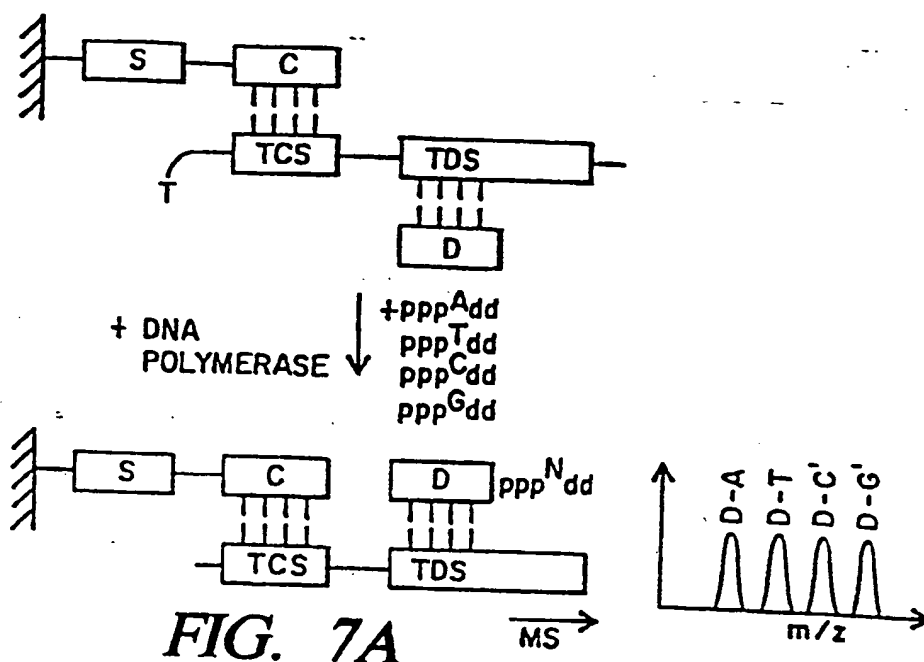 S
C
TCS
TDS
T
D
+ DNA
POLYMERASE
+pppAdd
pppTdd
pppCdd
pppGdd
S
C
D
pppNdd
TCS
TDS
MS
D-A
D-T
D-C'
D-G'
m/z
FIG. 7A